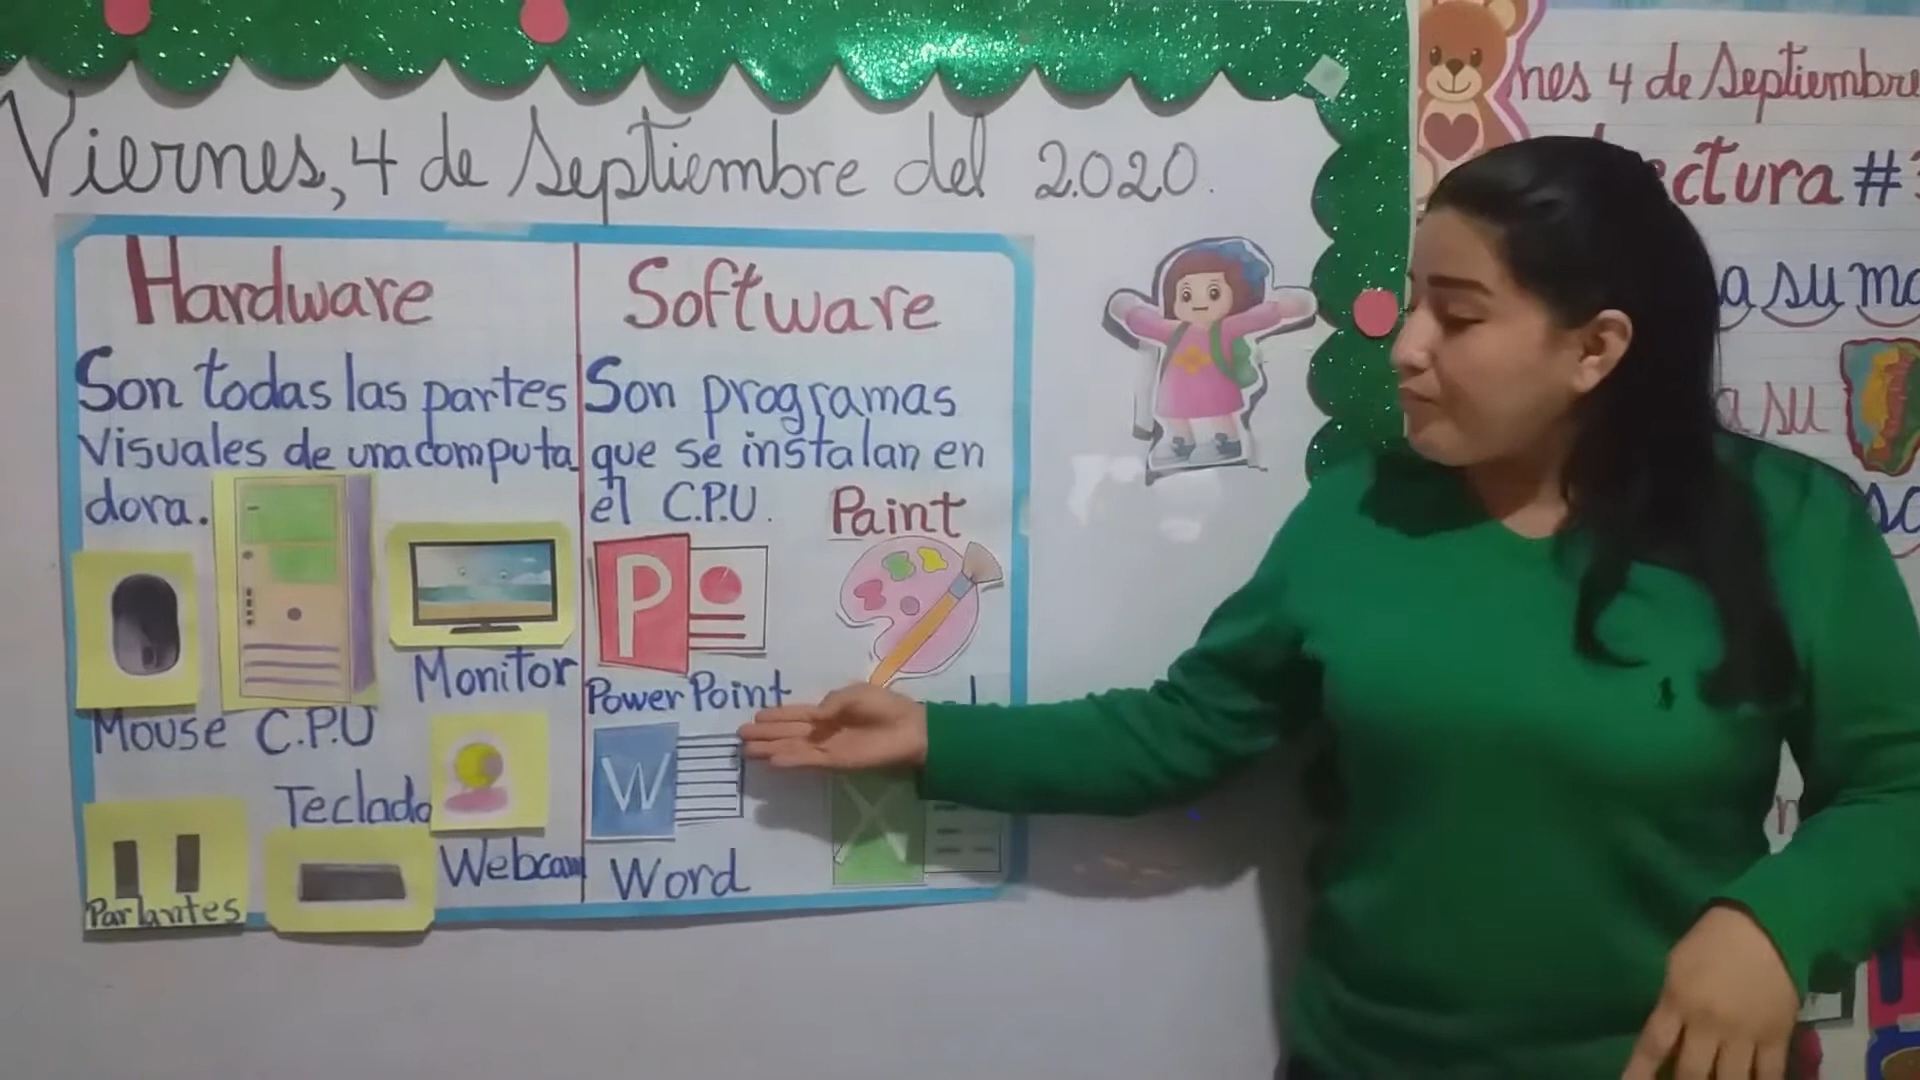 Viernes, 4 de Septiembre del 2.020.
Hardware
Son todas las partes
Visuales de una computa
dora.
Mouse
C.P.U
Monitor
Teclado
Webcam
Parlantes
Software
Son programas
que se instalan en
el C.P.U.
Paint
P
PowerPoint
W
Word
X
nes 4 de Septiembre
ctura #
a su ma
a su